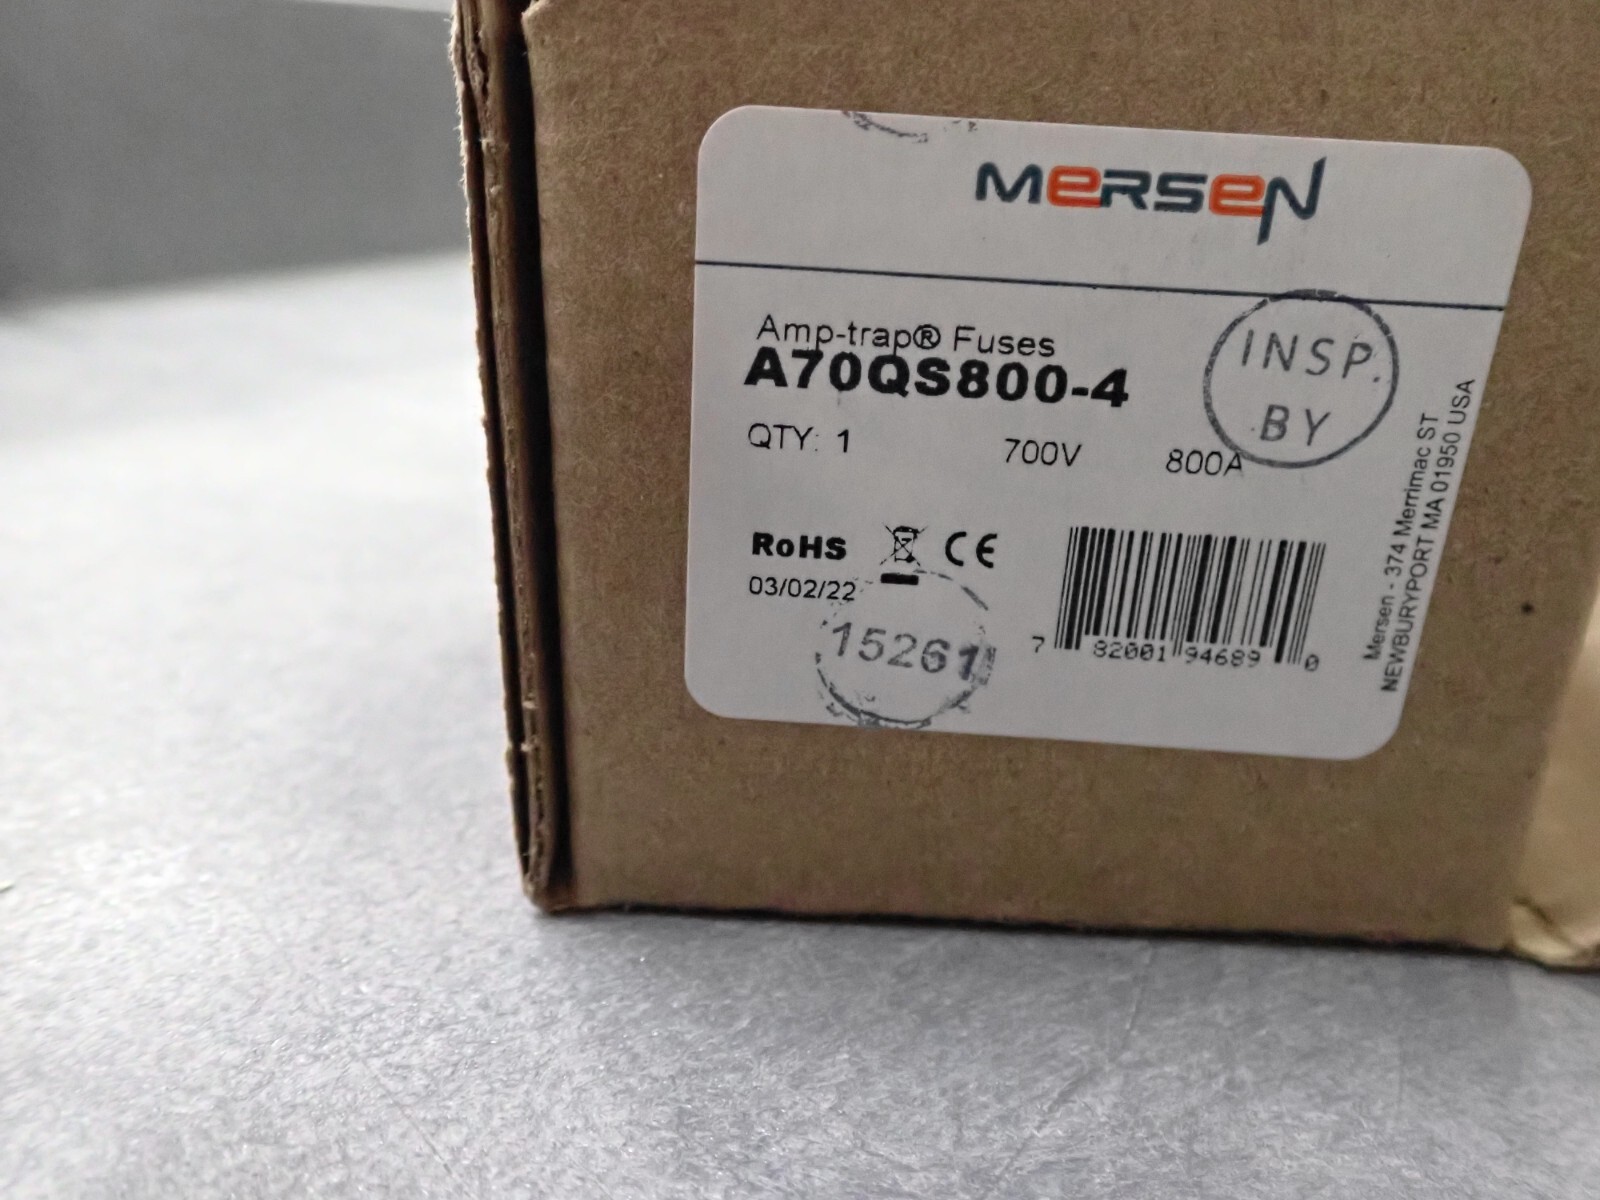 MERSEN
Amp-trap® Fuses
A70QS800-4
QTY: 1 700V 800A
INSP.
BY
RoHS CE
03/02/22
15261
7 82001 94689 0
Mersen - 374 Merrimac ST
NEWBURYPORT MA 01950 USA